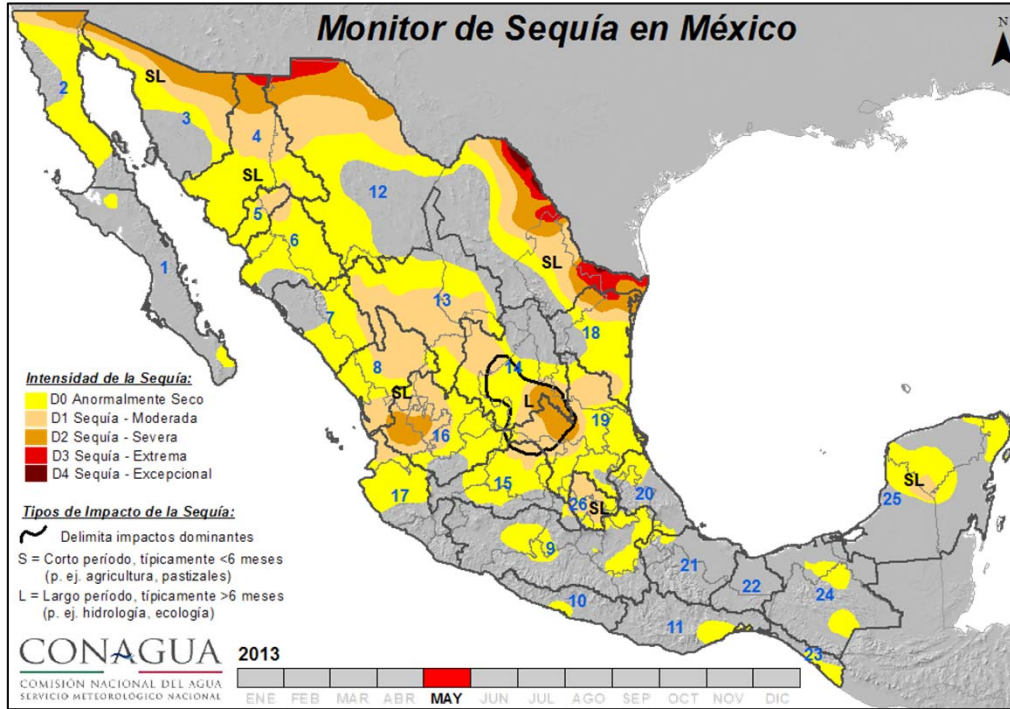 Monitor de Sequía en México
N
SL
2
3
4
SL
5
6
12
1
7
13
SL
18
8
14
SL
L
16
19
17
15
26
SL
20
SL
25
9
21
22
24
10
11
23
Intensidad de la Sequía:
D0 Anormalmente Seco
D1 Sequía - Moderada
D2 Sequía - Severa
D3 Sequía - Extrema
D4 Sequía - Excepcional
Tipos de Impacto de la Sequía:
Delimita impactos dominantes
S = Corto período, típicamente <6 meses
(p. ej. agricultura, pastizales)
L = Largo período, típicamente >6 meses
(p. ej. hidrología, ecología)
CONAGUA
COMISIÓN NACIONAL DEL AGUA
SERVICIO METEOROLÓGICO NACIONAL
2013
ENE FEB MAR ABR MAY JUN JUL AGO SEP OCT NOV DIC